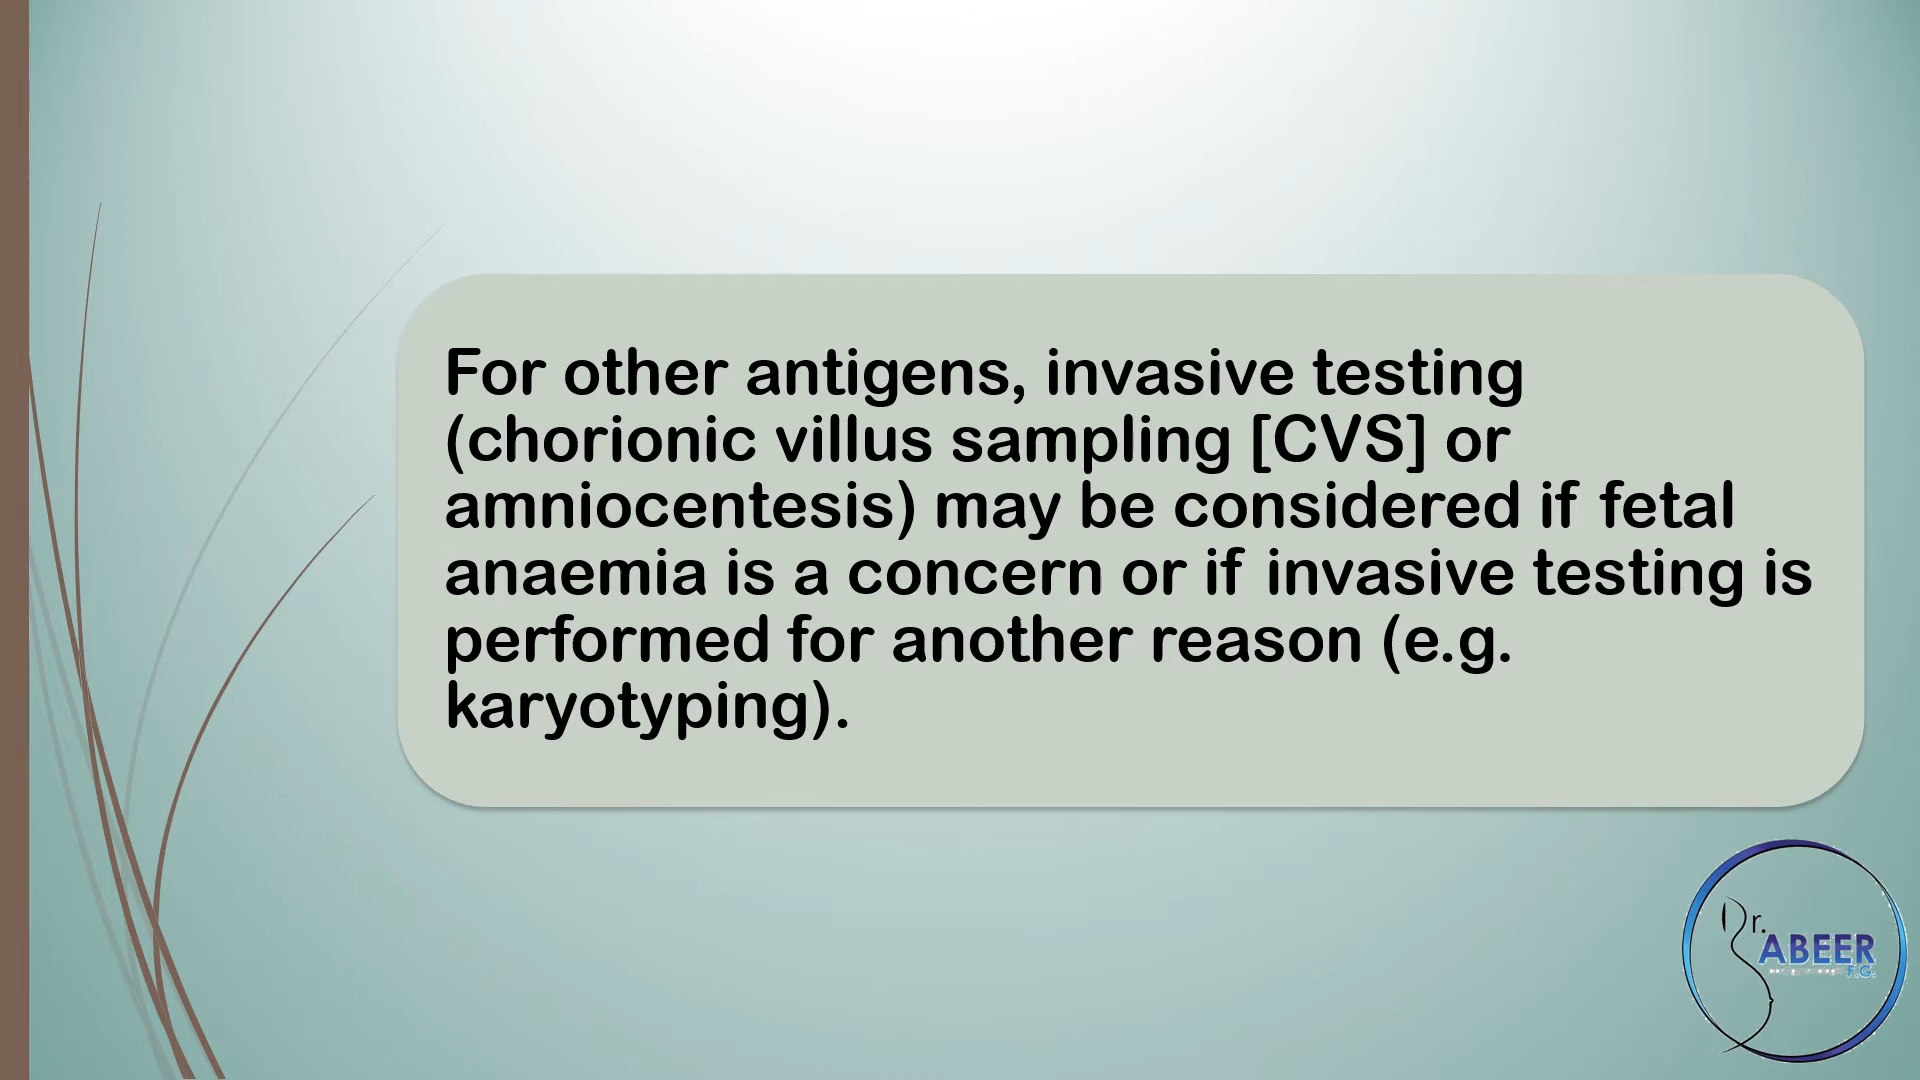 For other antigens, invasive testing
(chorionic villus sampling [CVS] or
amniocentesis) may be considered if fetal
anaemia is a concern or if invasive testing is
performed for another reason (e.g.
karyotyping).
Dr.
ABEER
F.G.